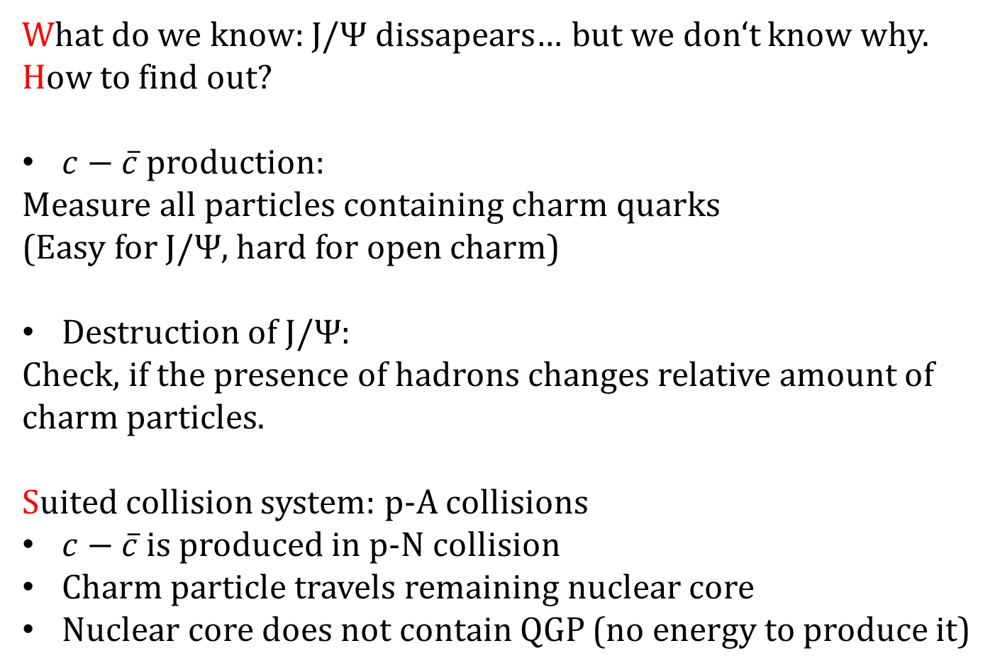 What do we know: J/Ψ dissapears… but we don‘t know why.
How to find out?
• c − c̄ production:
Measure all particles containing charm quarks
(Easy for J/Ψ, hard for open charm)
• Destruction of J/Ψ:
Check, if the presence of hadrons changes relative amount of
charm particles.
Suited collision system: p-A collisions
• c − c̄ is produced in p-N collision
• Charm particle travels remaining nuclear core
• Nuclear core does not contain QGP (no energy to produce it)